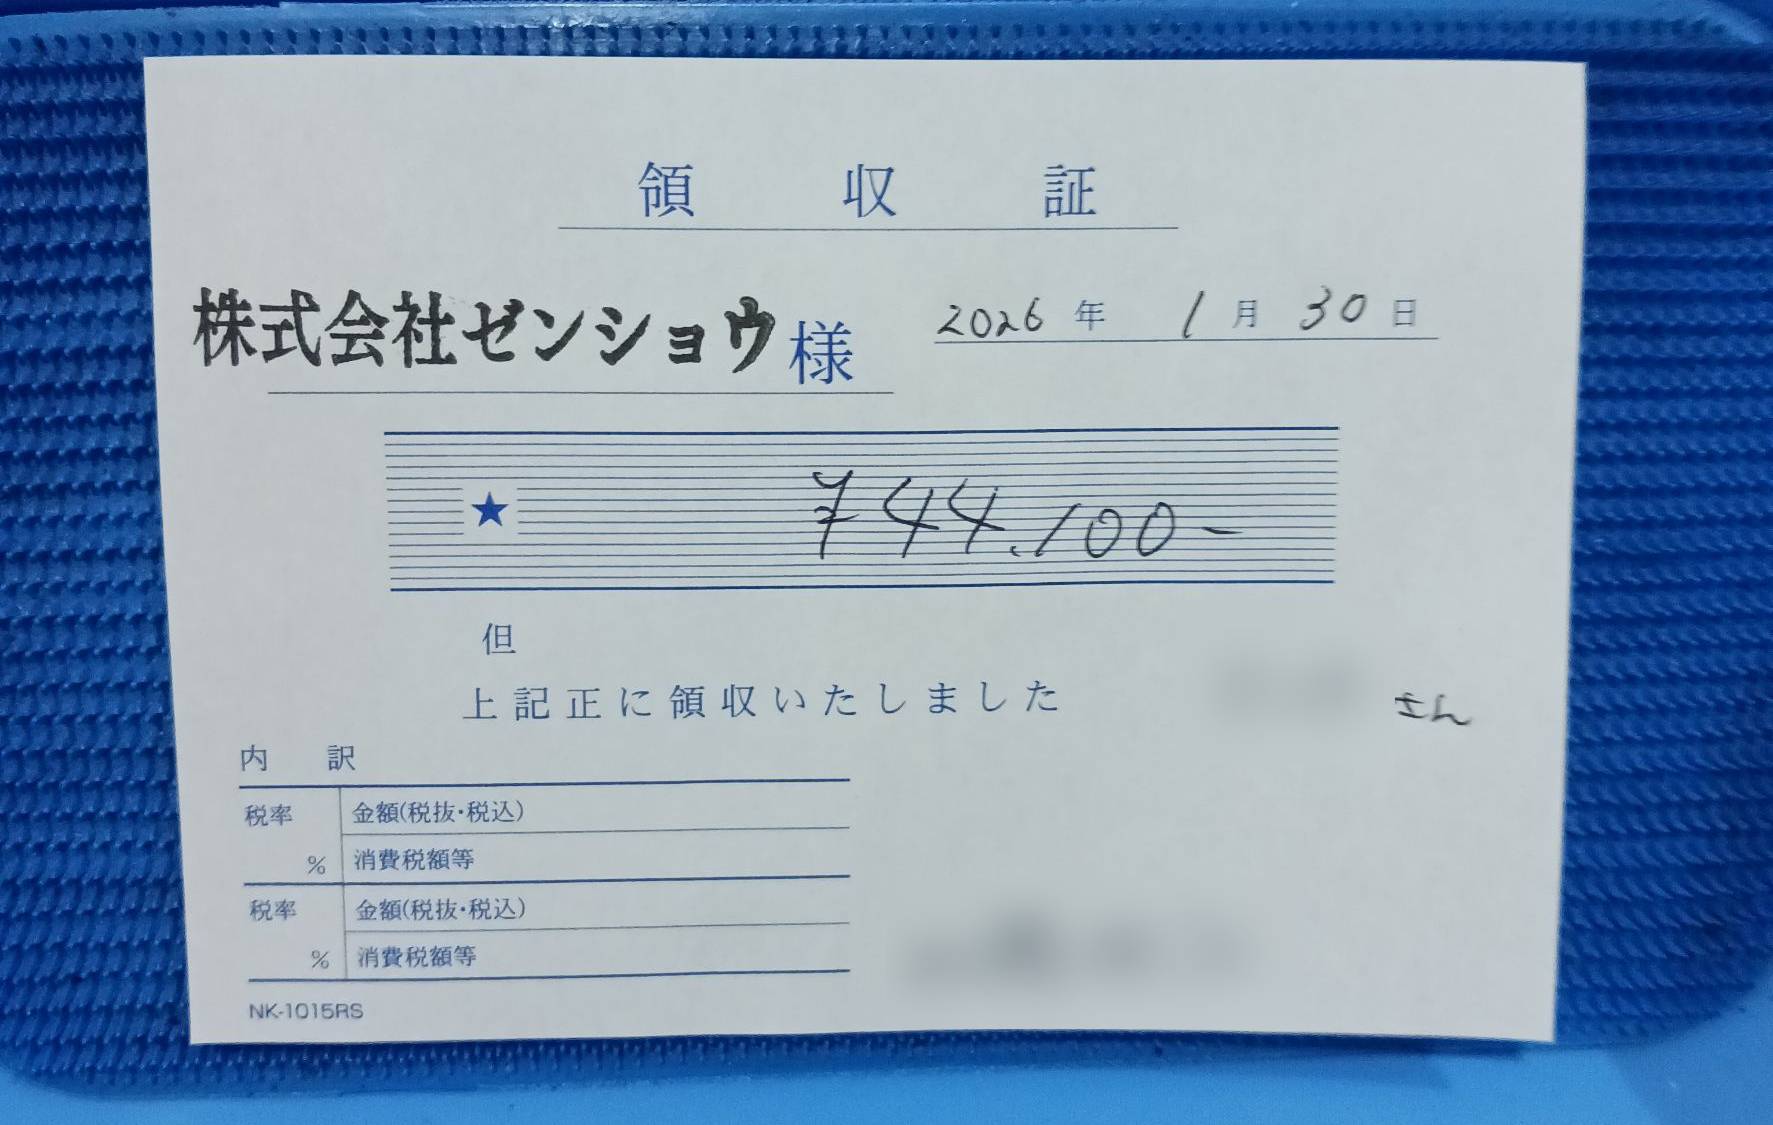 領収証
株式会社ゼンショウ様
2026年1月30日
★ ¥44,100-
但
上記正に領収いたしました
さん
内訳
税率 % 金額(税抜・税込)
消費税額等
税率 % 金額(税抜・税込)
消費税額等
NK-1015RS